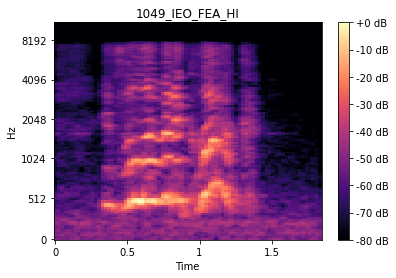 1049_IEO_FEA_HI
Hz
8192
4096
2048
1024
512
0
0
0.5
1
1.5
Time
+0 dB
-10 dB
-20 dB
-30 dB
-40 dB
-50 dB
-60 dB
-70 dB
-80 dB